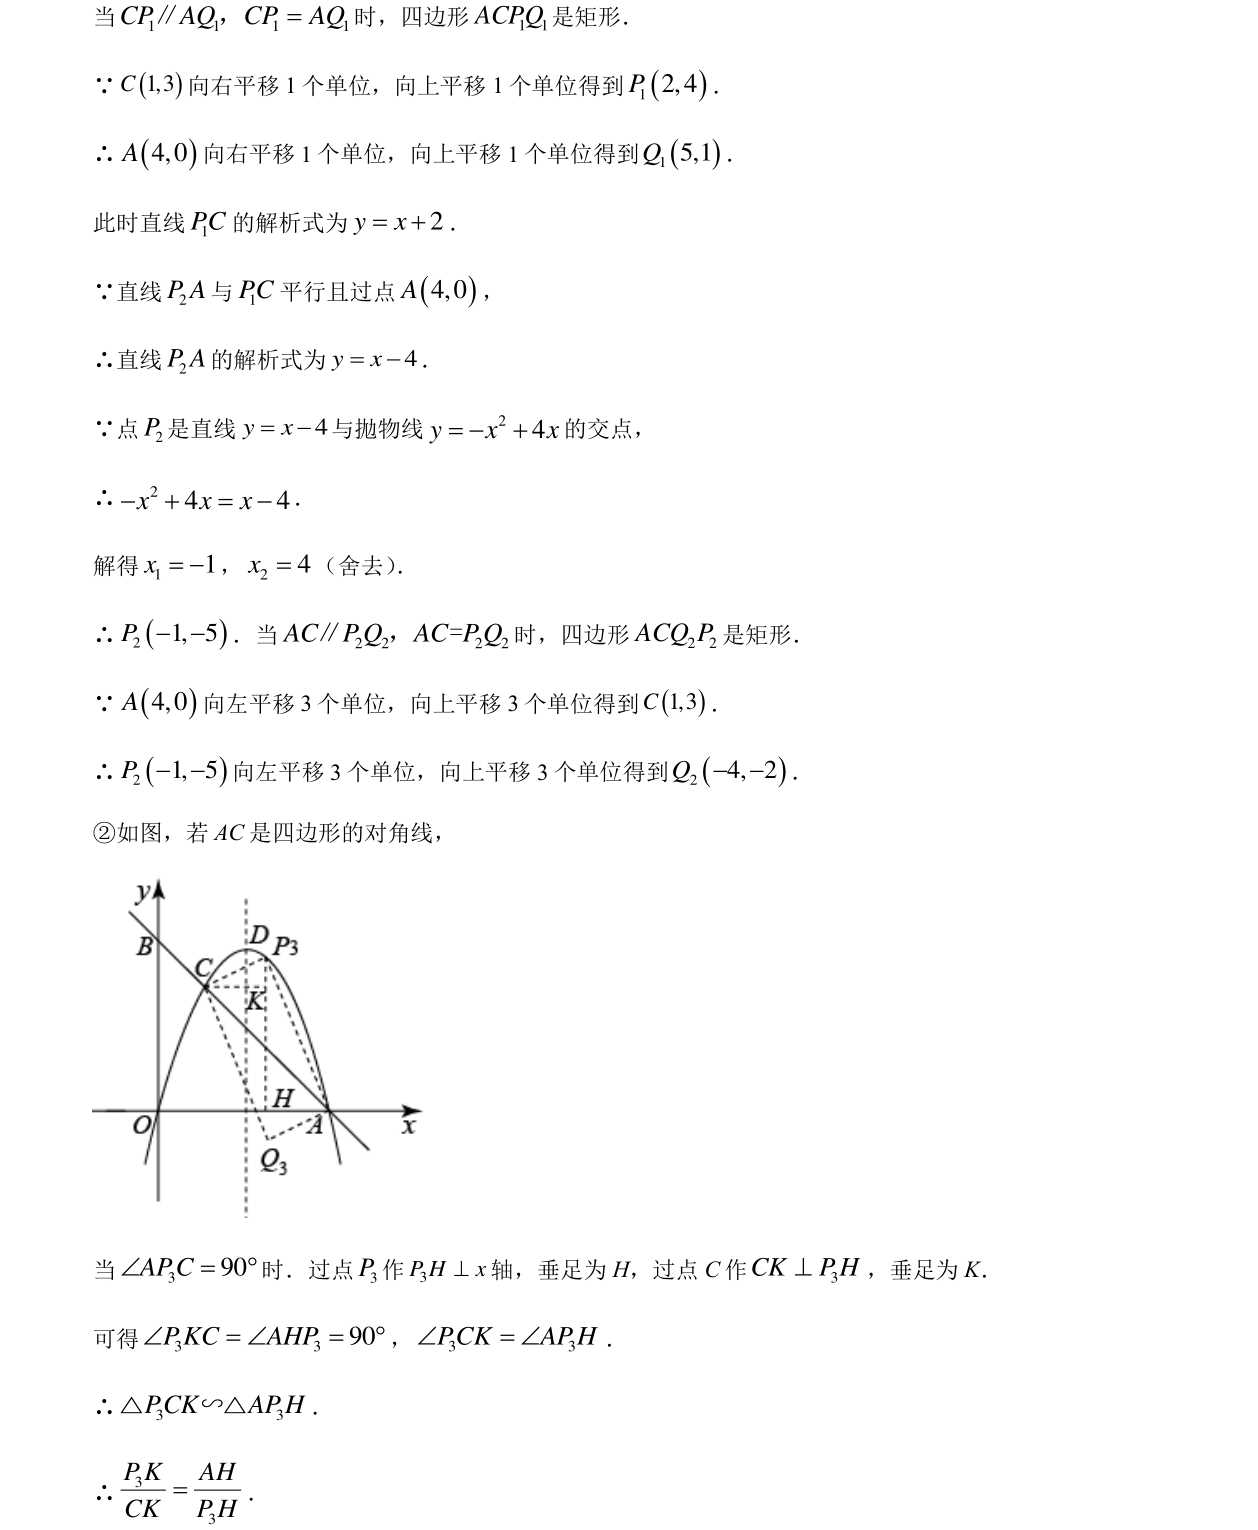 当CP₁∥AQ₁，CP₁=AQ₁时，四边形ACP₁Q₁是矩形．
∵C(1,3)向右平移1个单位，向上平移1个单位得到P₁(2,4)．
∴A(4,0)向右平移1个单位，向上平移1个单位得到Q₁(5,1)．
此时直线P₁C的解析式为y=x+2．
∵直线P₂A与P₁C平行且过点A(4,0)，
∴直线P₂A的解析式为y=x−4．
∵点P₂是直线y=x−4与抛物线y=−x²+4x的交点，
∴−x²+4x=x−4．
解得x₁=−1，x₂=4（舍去）．
∴P₂(−1,−5)．当AC∥P₂Q₂，AC=P₂Q₂时，四边形ACQ₂P₂是矩形．
∵A(4,0)向左平移3个单位，向上平移3个单位得到C(1,3)．
∴P₂(−1,−5)向左平移3个单位，向上平移3个单位得到Q₂(−4,−2)．
②如图，若AC是四边形的对角线，
y
B
D
P3
C
K
H
O
A
x
Q₃
当∠AP₃C=90°时．过点P₃作P₃H⊥x轴，垂足为H，过点C作CK⊥P₃H，垂足为K．
可得∠P₃KC=∠AHP₃=90°，∠P₃CK=∠AP₃H．
∴△P₃CK∽△AP₃H．
∴P₃K/CK=AH/P₃H．